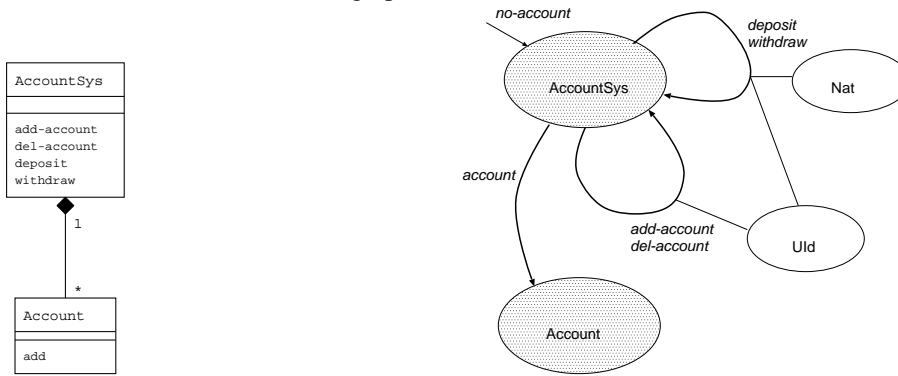 AccountSys
add-account
del-account
deposit
withdraw
1
*
Account
add
no-account
deposit
withdraw
AccountSys
Nat
account
add-account
del-account
UId
Account